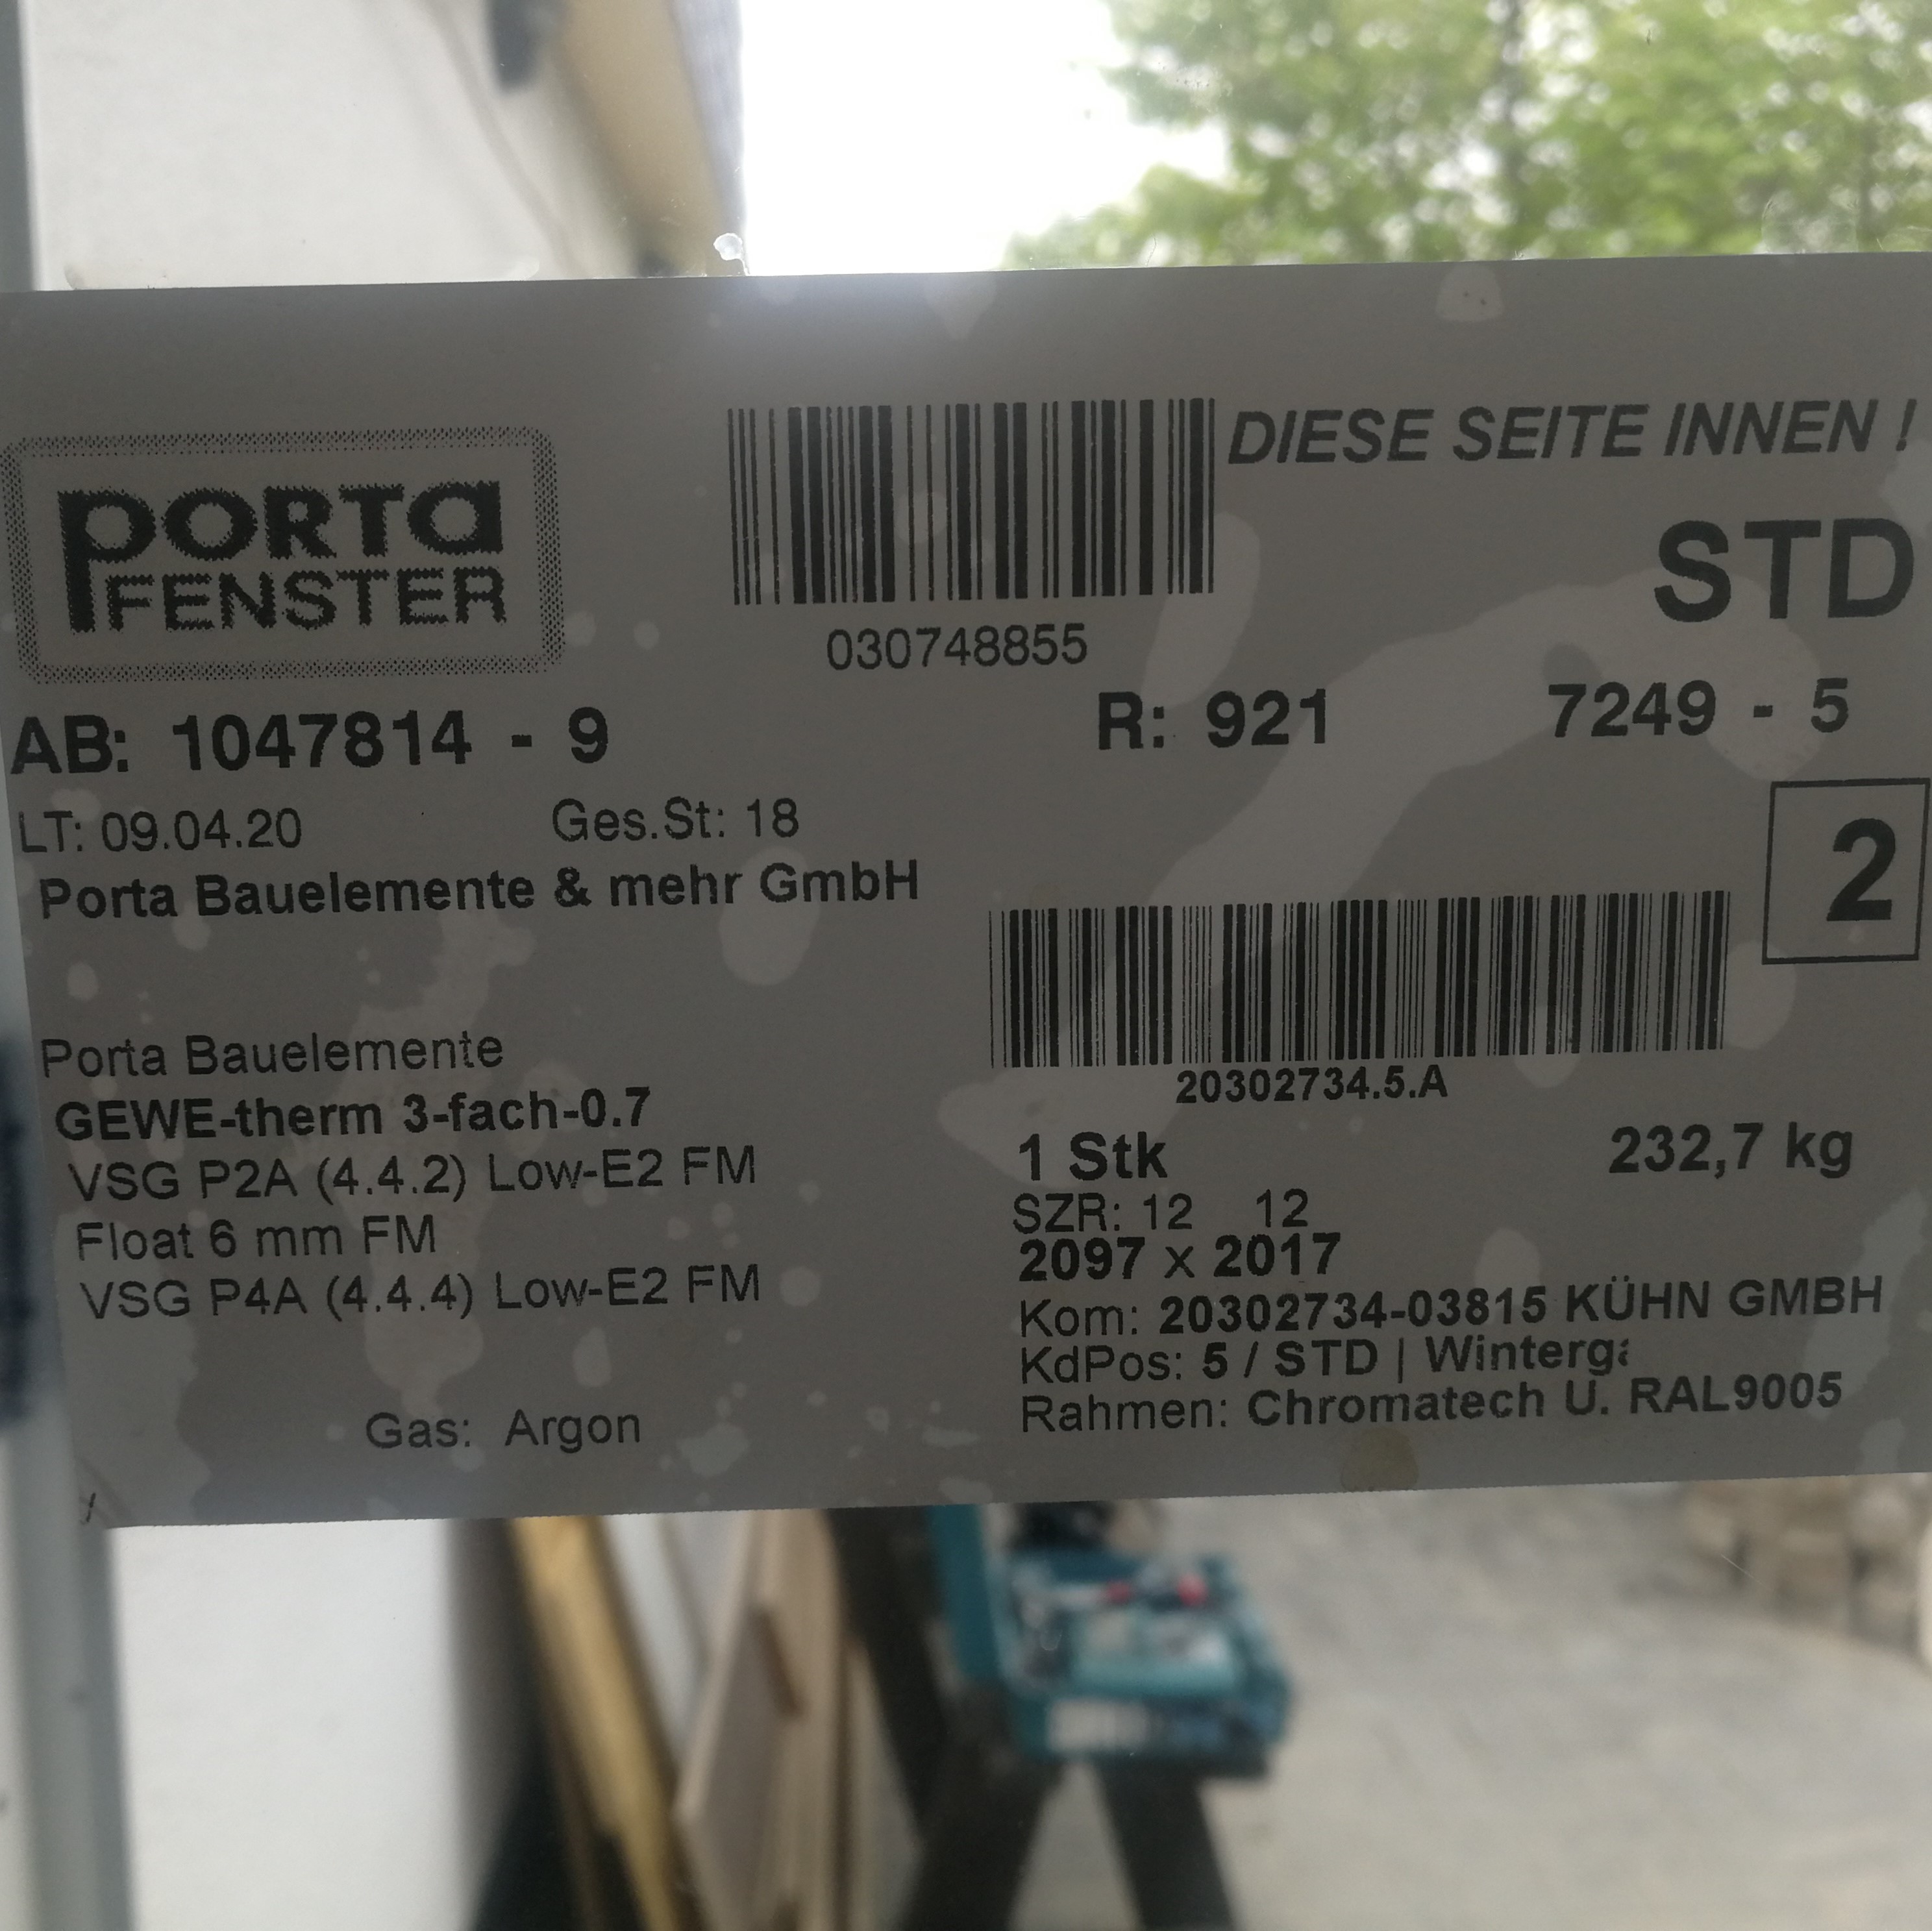 PORTA
FENSTER
DIESE SEITE INNEN !
STD
030748855
AB: 1047814 - 9
R: 921
7249 - 5
LT: 09.04.20 Ges.St: 18
2
Porta Bauelemente & mehr GmbH
Porta Bauelemente
GEWE-therm 3-fach-0.7
VSG P2A (4.4.2) Low-E2 FM
Float 6 mm FM
VSG P4A (4.4.4) Low-E2 FM
Gas: Argon
20302734.5.A
1 Stk 232,7 kg
SZR: 12 12
2097 x 2017
Kom: 20302734-03815 KÜHN GMBH
KdPos: 5 / STD | Winterg
Rahmen: Chromatech U. RAL9005